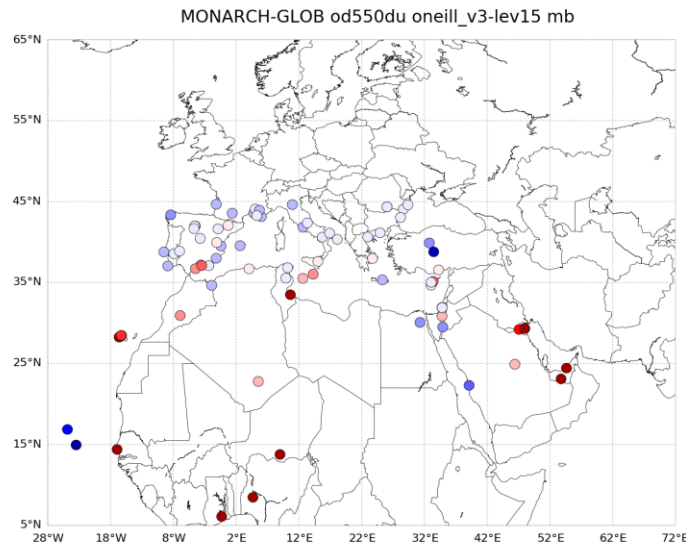 MONARCH-GLOB od550du oneill_v3-lev15 mb
65°N
55°N
45°N
35°N
25°N
15°N
5°N
28°W 18°W 8°W 2°E 12°E 22°E 32°E 42°E 52°E 62°E 72°E